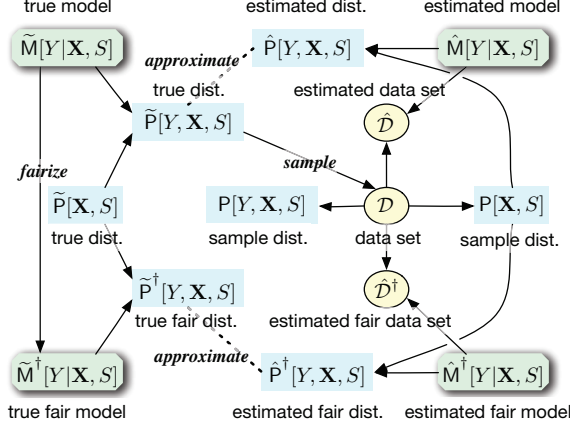 true model
estimated dist.
estimated model
M̃[Y|𝐗, S]
P̂[Y, 𝐗, S]
M̂[Y|𝐗, S]
approximate
true dist.
estimated data set
P̃[Y, 𝐗, S]
𝒟̂
fairize
sample
P̃[𝐗, S]
P[Y, 𝐗, S]
𝒟
P[𝐗, S]
true dist.
sample dist.
data set
sample dist.
P̃†[Y, 𝐗, S]
𝒟̂†
true fair dist.
estimated fair data set
approximate
M̃†[Y|𝐗, S]
P̂†[Y, 𝐗, S]
M̂†[Y|𝐗, S]
true fair model
estimated fair dist.
estimated fair model